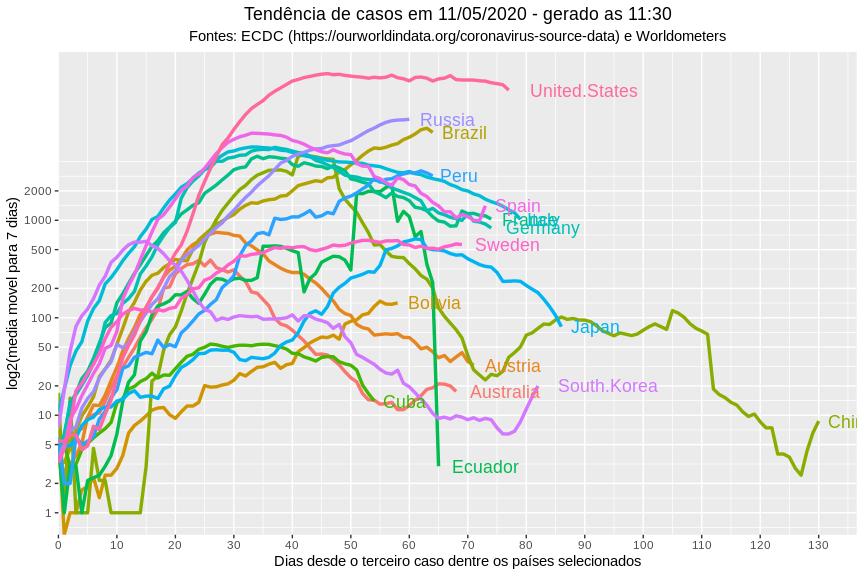 Tendência de casos em 11/05/2020 - gerado as 11:30
Fontes: ECDC (https://ourworldindata.org/coronavirus-source-data) e Worldometers
United.States
Russia
Brazil
Peru
Spain
Italy
Germany
Sweden
Bolivia
Japan
Austria
Australia
South.Korea
Cuba
Ecuador
log2(media movel para 7 dias)
2000
1000
500
200
100
50
20
10
5
2
1
0 10 20 30 40 50 60 70 80 90 100 110 120 130
Dias desde o terceiro caso dentre os países selecionados